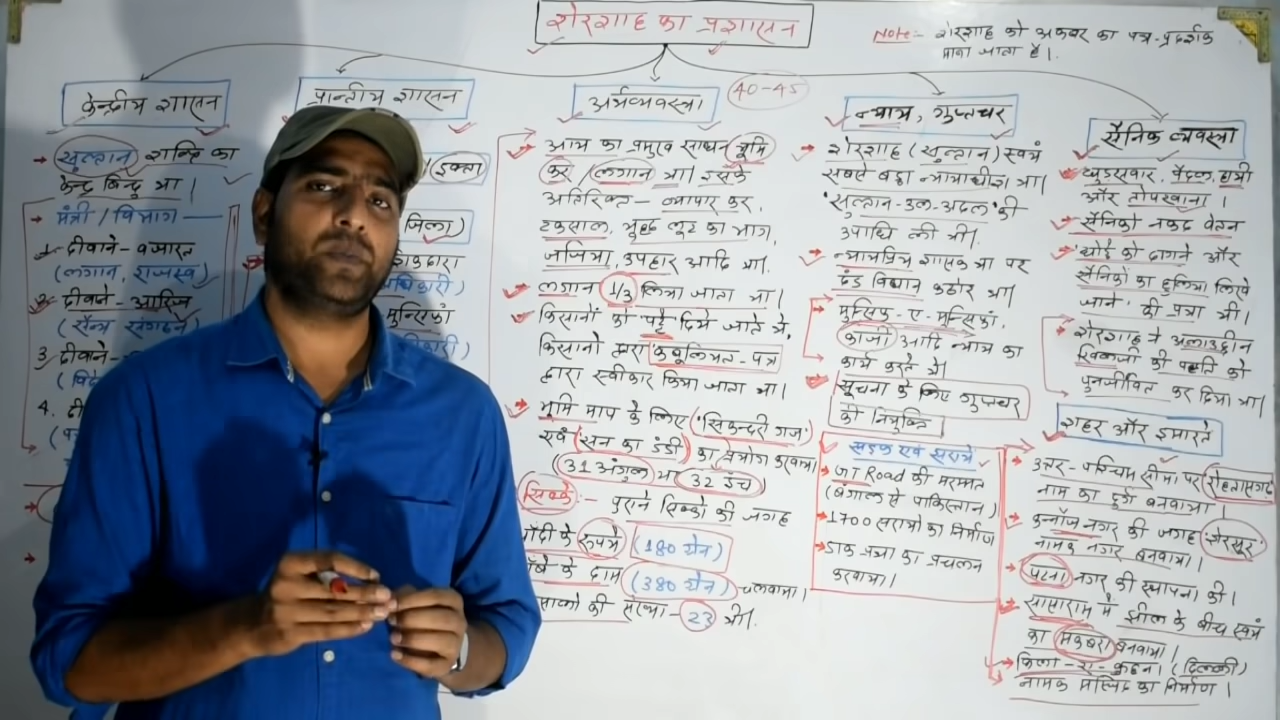 शेरशाह का प्रशासन
Note:- शेरशाह को अकबर का पथ-प्रदर्शक
माना जाता है।
केन्द्रीय शासन
→ सुल्तान शक्ति का
केन्द्र बिन्दु था।
→ मंत्री / विभाग
1. दीवाने-वजारत
(लगान, राजस्व)
2. दीवाने-आरिज
(सैन्य संगठन)
3. दीवाने-
4.
प्रान्तीय शासन
इक्ता
जिला)
मुन्सिफ
अर्थव्यवस्था
40-45
→ आय का प्रमुख साधन भूमि
कर / लगान था। इसके
अतिरिक्त- व्यापार कर,
टकसाल, युद्ध लूट का भाग,
जजिया, उपहार आदि था।
→ लगान 1/3 लिया जाता था।
→ किसानों को 'पट्टे' दिये जाते थे,
किसानों द्वारा कबूलियत-पत्र
द्वारा स्वीकार किया जाता था।
→ भूमि माप के लिए ('सिकन्दरी गज')
एवं (सन का डंडी) का प्रयोग करवाया
(31 अंगुल या 32 इंच)
सिक्के:- पुराने सिक्कों की जगह
चाँदी के रुपये (180 ग्रेन)
ताँबे के दाम (380 ग्रेन) चलवाया।
की संख्या- 23 थी।
न्याय, गुप्तचर
→ शेरशाह (सुल्तान) स्वयं
सबसे बड़ा न्यायाधीश था।
'सुल्तान-उल-अदल' की
उपाधि ली थी।
→ न्यायप्रिय शासक था पर
दंड विधान कठोर था।
→ मुन्सिफ-ए-मुन्सिफां,
काजी आदि न्याय का
कार्य करते थे।
→ सूचना के लिए गुप्तचर
की नियुक्ति।
सड़क एवं सरायें
→ GT Road की मरम्मत
(बंगाल से पाकिस्तान)
→ 1700 सरायों का निर्माण
→ डाक प्रथा का प्रचलन
करवाया।
सैनिक व्यवस्था
→ घुड़सवार, पैदल, हाथी
और तोपखाना।
→ सैनिकों नकद वेतन
→ 'घोड़े को दागने और
सैनिकों का हुलिया लिखे
जाने' की प्रथा थी।
→ शेरशाह ने अलाउद्दीन
खिलजी की पद्धति को
पुनर्जीवित कर दिया था।
शहर और इमारतें
→ उत्तर-पश्चिम सीमा पर रोहतासगढ़
नाम का दुर्ग बनवाया।
→ कन्नौज नगर की जगह 'शेरसूर'
नामक नगर बनवाया।
→ पटना नगर की स्थापना की।
→ सासाराम में झील के बीच स्वयं
का मकबरा बनवाया।
→ किला-ए-कुहना (दिल्ली)
नामक मस्जिद का निर्माण।